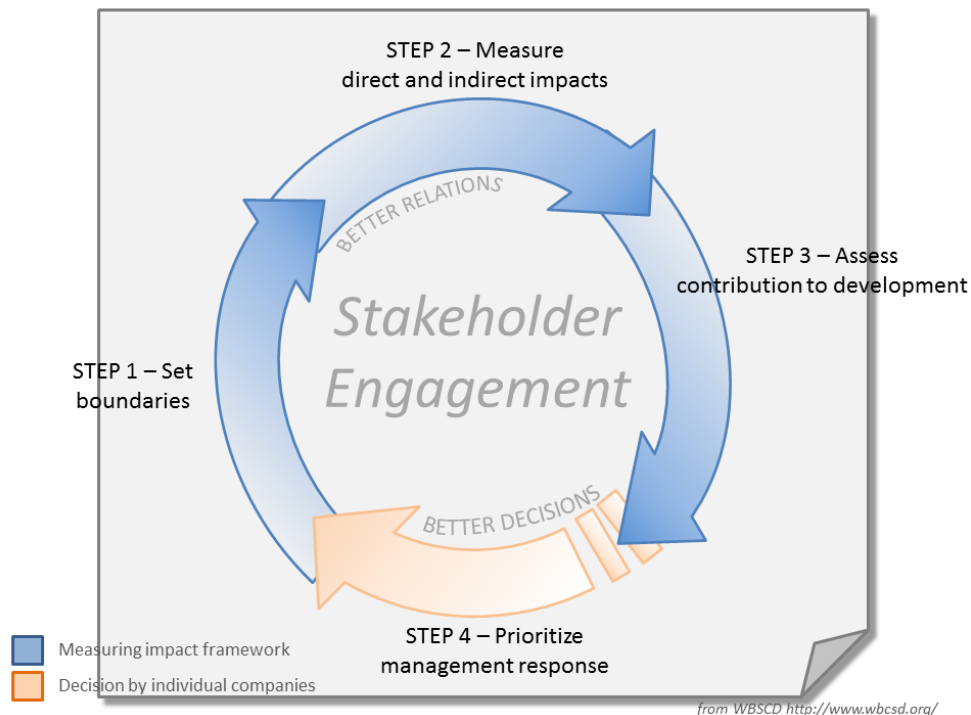 STEP 2 – Measure
direct and indirect impacts
BETTER RELATIONS
STEP 3 – Assess
contribution to development
Stakeholder
Engagement
STEP 1 – Set
boundaries
BETTER DECISIONS
STEP 4 – Prioritize
management response
Measuring impact framework
Decision by individual companies
from WBSCD http://www.wbcsd.org/